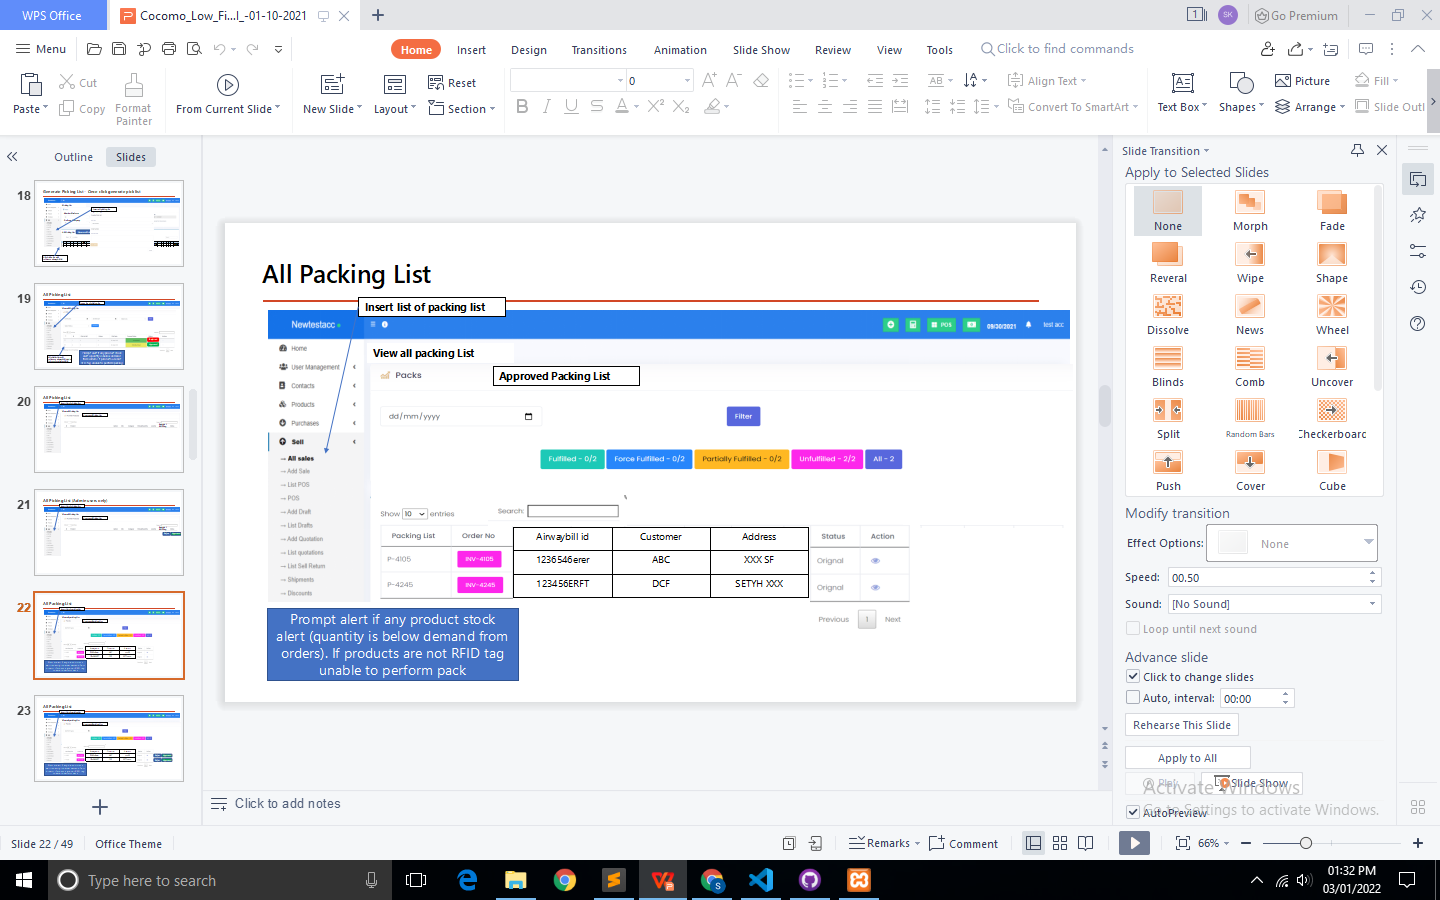 WPS Office
Cocomo_Low_Fi...l_-01-10-2021
1
SK
Go Premium
Menu
Home
Insert
Design
Transitions
Animation
Slide Show
Review
View
Tools
Click to find commands
Paste
Cut
Copy
Format Painter
From Current Slide
New Slide
Layout
Reset
Section
0
Align Text
Convert To SmartArt
Text Box
Shapes
Picture
Arrange
Fill
Slide Outl
Outline
Slides
18
19
20
21
22
23
All Packing List
Insert list of packing list
Newtestacc
POS
09/30/2021
test acc
Home
User Management
Contacts
Products
Purchases
Sell
All sales
Add Sale
List POS
POS
Add Draft
List Drafts
Add Quotation
List quotations
List Sell Return
Shipments
Discounts
View all packing List
Approved Packing List
Packs
dd/mm/yyyy
Filter
Fulfilled - 0/2
Force Fulfilled - 0/2
Partially Fulfilled - 0/2
Unfulfilled - 2/2
All - 2
Show 10 entries
Search:
Packing List Order No Airwaybill id Customer Address Status Action
P-4105 INV-4105 1236546erer ABC XXX SF Orignal
P-4245 INV-4245 123456ERFT DCF SETYH XXX Orignal
Previous 1 Next
Prompt alert if any product stock
alert (quantity is below demand from
orders). If products are not RFID tag
unable to perform pack
Click to add notes
Slide Transition
Apply to Selected Slides
None
Morph
Fade
Reveral
Wipe
Shape
Dissolve
News
Wheel
Blinds
Comb
Uncover
Split
Random Bars
Checkerboard
Push
Cover
Cube
Modify transition
Effect Options: None
Speed: 00.50
Sound: [No Sound]
Loop until next sound
Advance slide
Click to change slides
Auto, interval: 00:00
Rehearse This Slide
Apply to All
Play
Slide Show
AutoPreview
Activate Windows
Go to Settings to activate Windows.
Slide 22 / 49
Office Theme
Remarks
Comment
66%
Type here to search
01:32 PM
03/01/2022